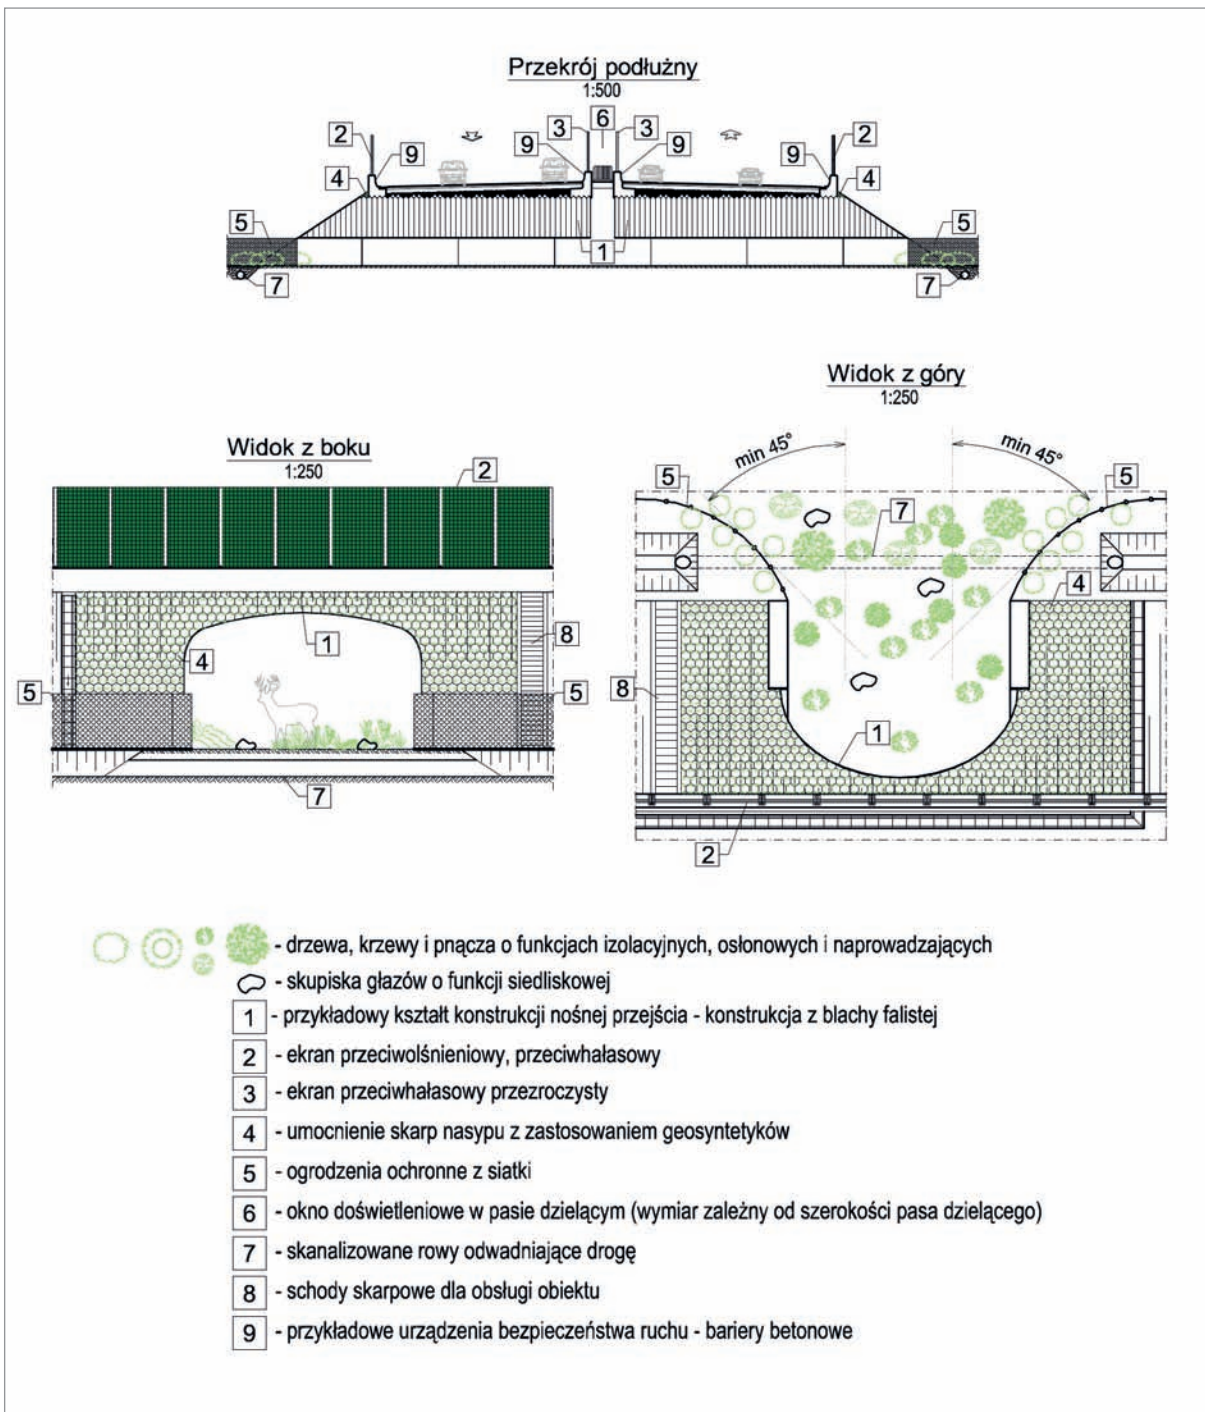 Przekrój podłużny
1:500
6
2 9 9 3 3 9 9 2
4 4
5 5
1
7 7
Widok z góry
1:250
min 45° min 45°
5 5
7
4
8
1
2
Widok z boku
1:250
2
1 8
4
5 5
7
- drzewa, krzewy i pnącza o funkcjach izolacyjnych, osłonowych i naprowadzających
- skupiska głazów o funkcji siedliskowej
1 - przykładowy kształt konstrukcji nośnej przejścia - konstrukcja z blachy falistej
2 - ekran przeciwolśnieniowy, przeciwhałasowy
3 - ekran przeciwhałasowy przezroczysty
4 - umocnienie skarp nasypu z zastosowaniem geosyntetyków
5 - ogrodzenia ochronne z siatki
6 - okno doświetleniowe w pasie dzielącym (wymiar zależny od szerokości pasa dzielącego)
7 - skanalizowane rowy odwadniające drogę
8 - schody skarpowe dla obsługi obiektu
9 - przykładowe urządzenia bezpieczeństwa ruchu - bariery betonowe